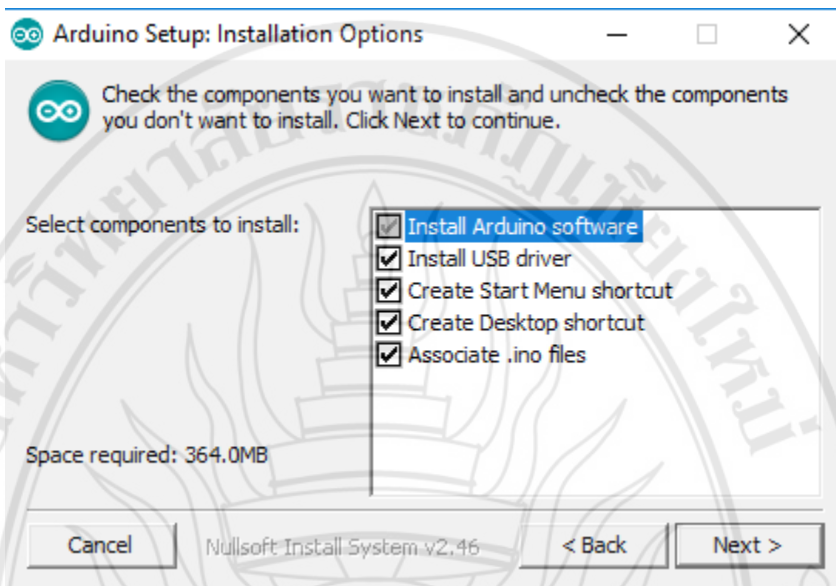 Arduino Setup: Installation Options
Check the components you want to install and uncheck the components
you don't want to install. Click Next to continue.
Select components to install:
Install Arduino software
Install USB driver
Create Start Menu shortcut
Create Desktop shortcut
Associate .ino files
Space required: 364.0MB
Cancel
Nullsoft Install System v2.46
< Back
Next >